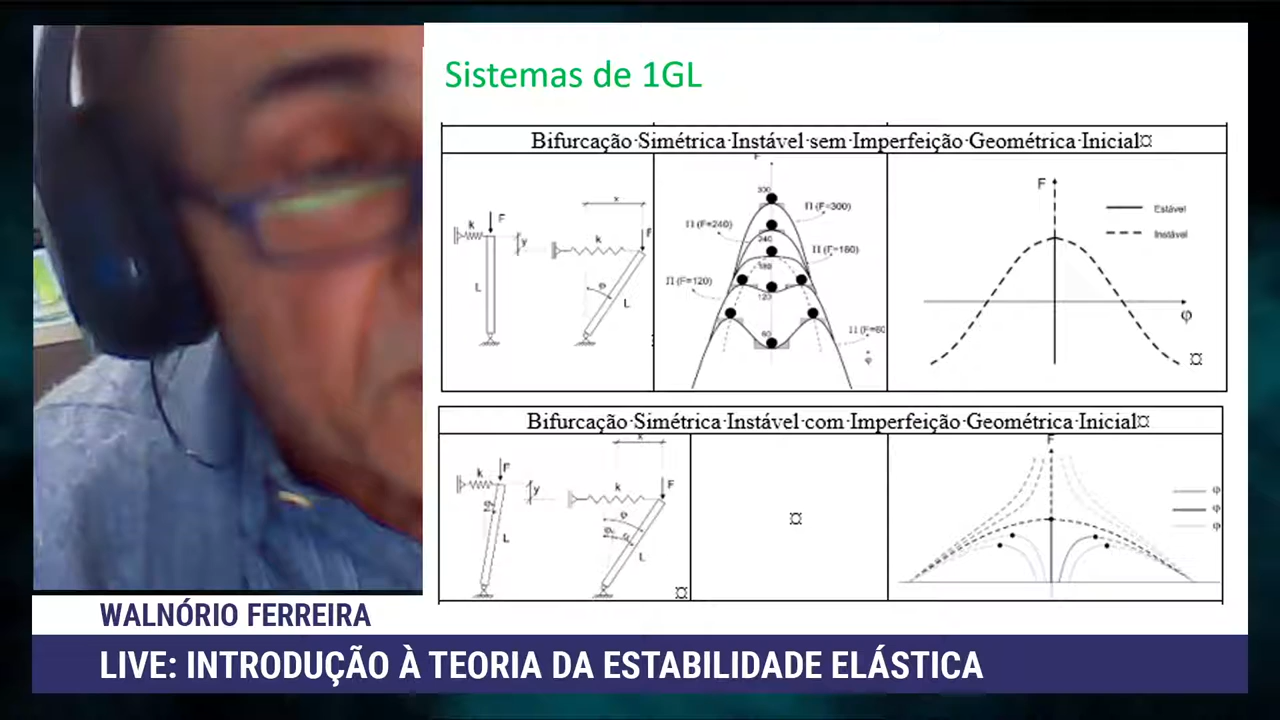 Sistemas de 1GL
Bifurcação·Simétrica·Instável·sem·Imperfeição·Geométrica·Inicial¤
k
F
y
L
x
k
F
φ
L
F
300
Π (F=300)
Π (F=240)
240
Π (F=180)
180
Π (F=120)
120
60
φ
F
Estável
Instável
φ
¤
Bifurcação·Simétrica·Instável·com·Imperfeição·Geométrica·Inicial¤
k
F
y
L
x
k
F
φ
L
¤
¤
F
φ
φ
φ
WALNÓRIO FERREIRA
LIVE: INTRODUÇÃO À TEORIA DA ESTABILIDADE ELÁSTICA